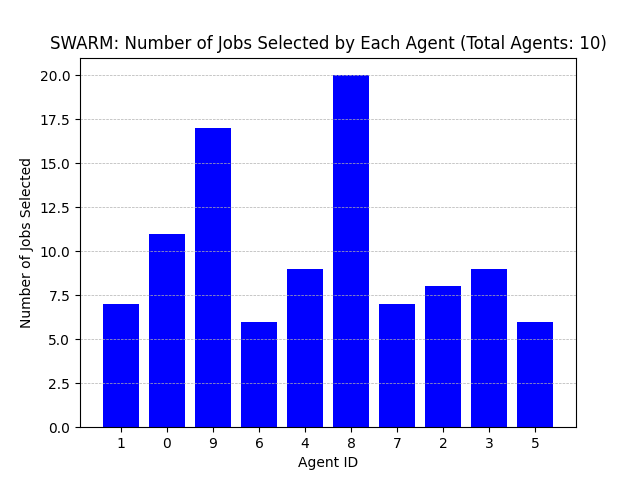 SWARM: Number of Jobs Selected by Each Agent (Total Agents: 10)
Number of Jobs Selected
20.0
17.5
15.0
12.5
10.0
7.5
5.0
2.5
0.0
1 0 9 6 4 8 7 2 3 5
Agent ID